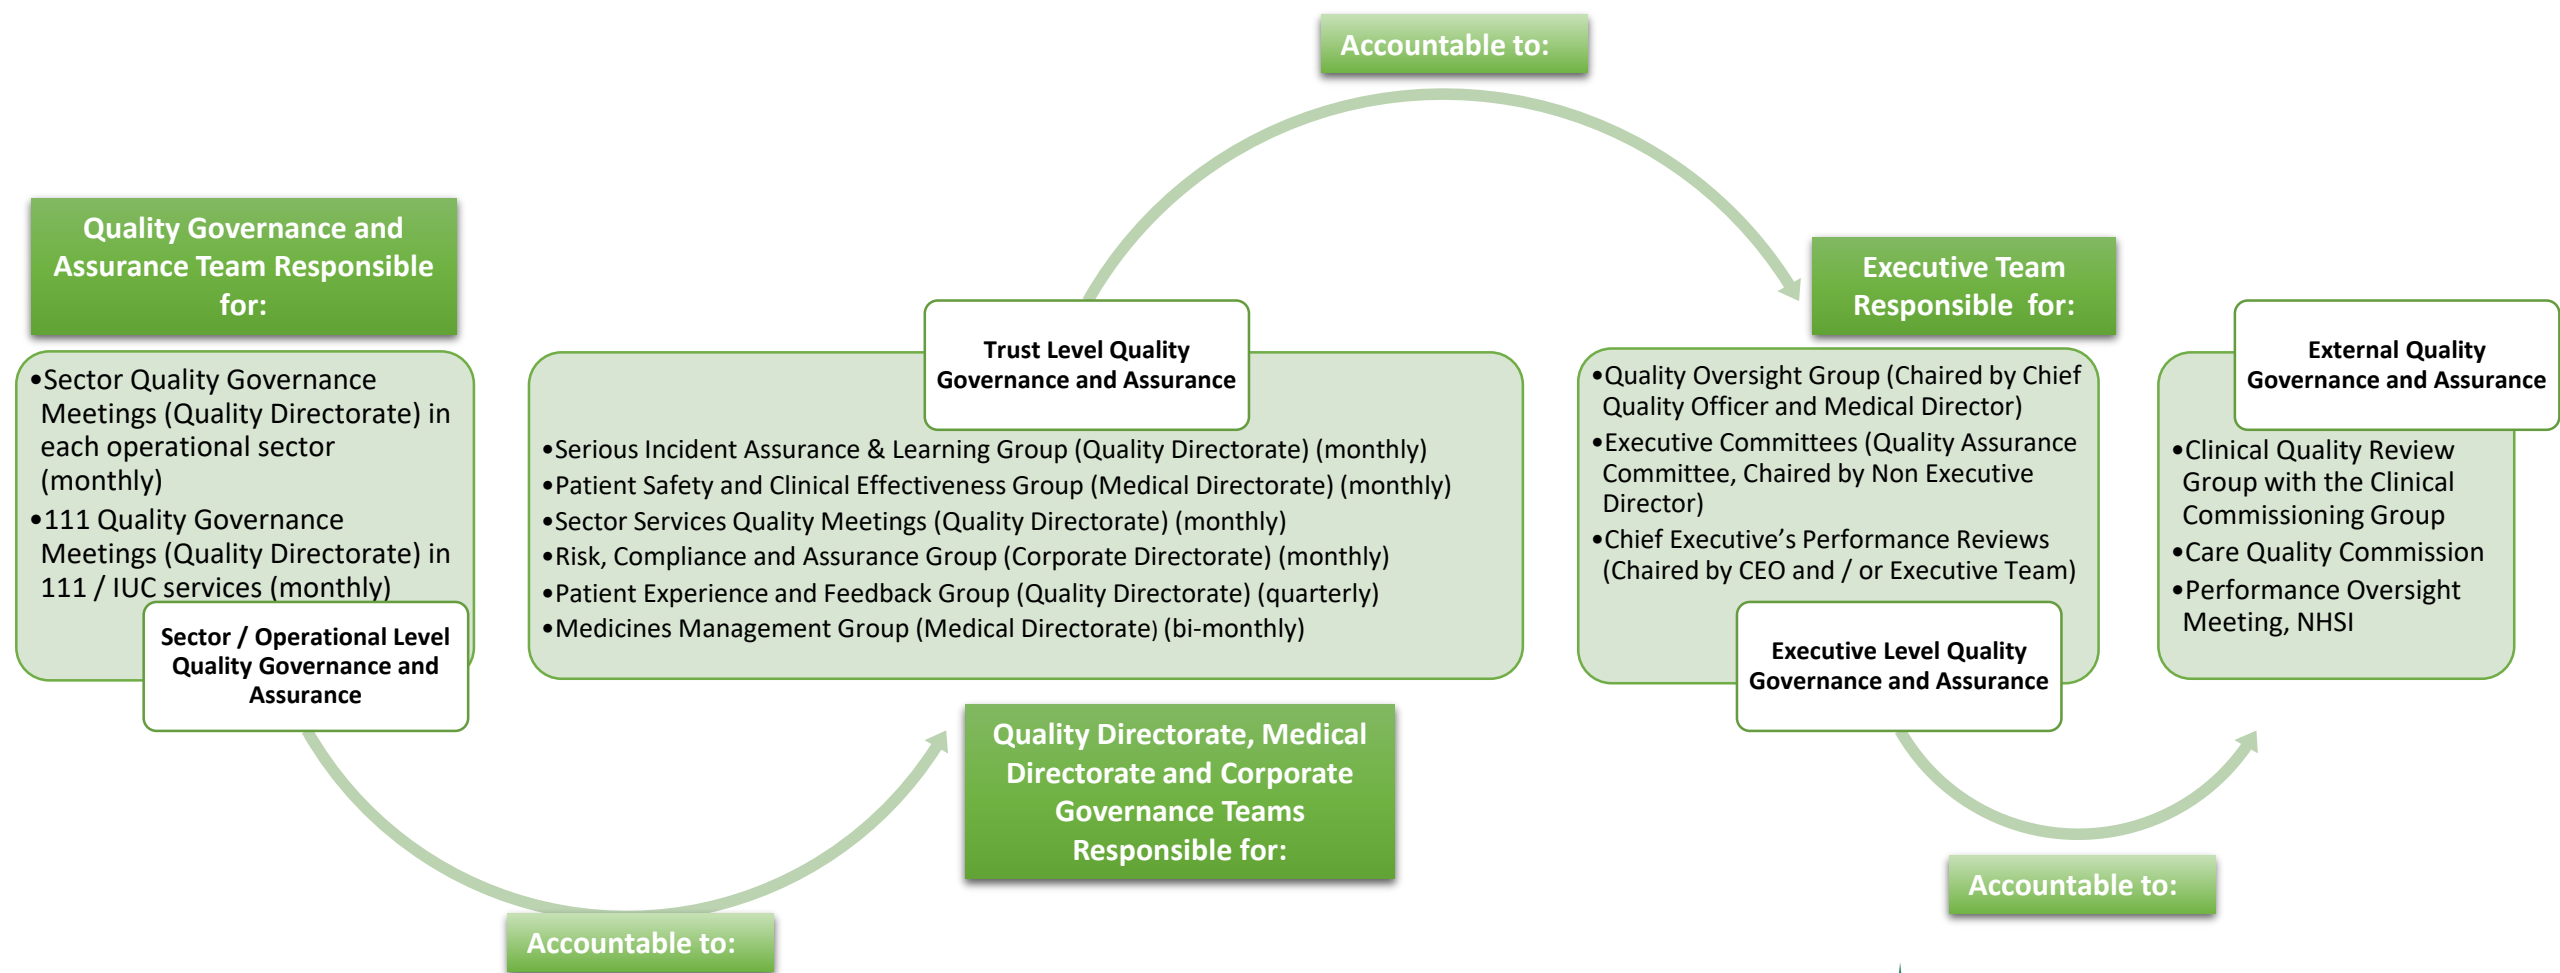 Accountable to:
Quality Governance and
Assurance Team Responsible
for:
•Sector Quality Governance
Meetings (Quality Directorate) in
each operational sector
(monthly)
•111 Quality Governance
Meetings (Quality Directorate) in
111 / IUC services (monthly)
Sector / Operational Level
Quality Governance and
Assurance
Accountable to:
Trust Level Quality
Governance and Assurance
•Serious Incident Assurance & Learning Group (Quality Directorate) (monthly)
•Patient Safety and Clinical Effectiveness Group (Medical Directorate) (monthly)
•Sector Services Quality Meetings (Quality Directorate) (monthly)
•Risk, Compliance and Assurance Group (Corporate Directorate) (monthly)
•Patient Experience and Feedback Group (Quality Directorate) (quarterly)
•Medicines Management Group (Medical Directorate) (bi-monthly)
Quality Directorate, Medical
Directorate and Corporate
Governance Teams
Responsible for:
Executive Team
Responsible  for:
•Quality Oversight Group (Chaired by Chief
Quality Officer and Medical Director)
•Executive Committees (Quality Assurance
Committee, Chaired by Non Executive
Director)
•Chief Executive’s Performance Reviews
(Chaired by CEO and / or Executive Team)
Executive Level Quality
Governance and Assurance
Accountable to:
External Quality
Governance and Assurance
•Clinical Quality Review
Group with the Clinical
Commissioning Group
•Care Quality Commission
•Performance Oversight
Meeting, NHSI